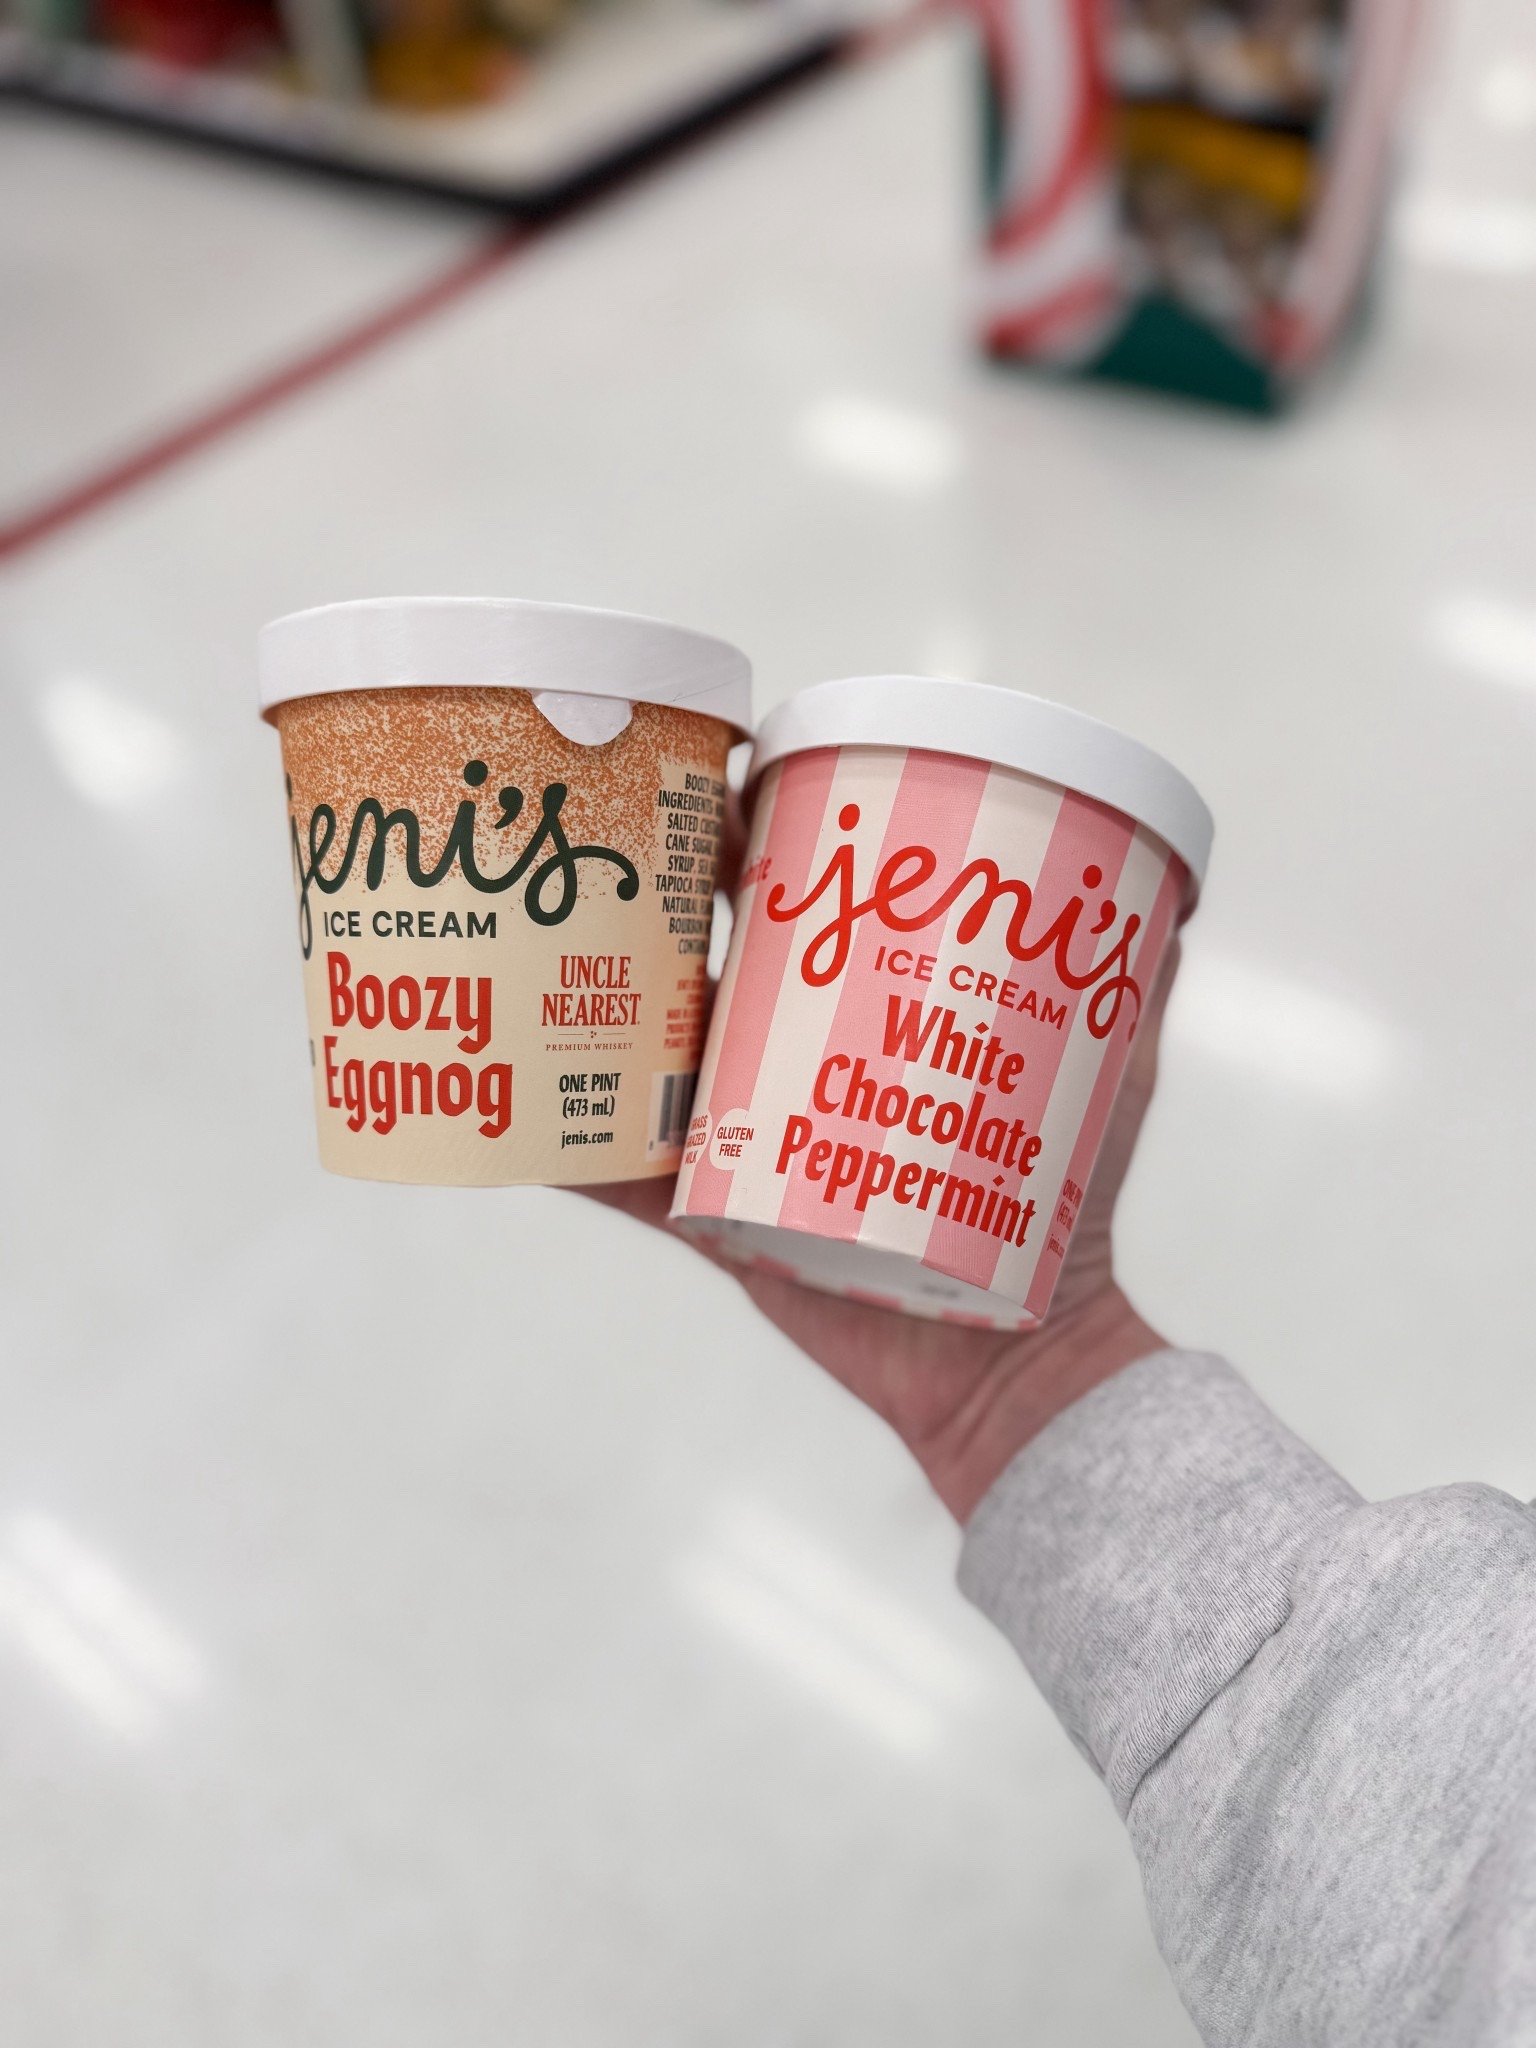 jeni's
ICE CREAM
Boozy
Eggnog
UNCLE
NEAREST
PREMIUM WHISKEY
ONE PINT
(473 mL)
jenis.com
BOOZY
INGREDIENTS:
SALTED
CANE SUGAR,
SYRUP, SEA
TAPIOCA SYRUP
NATURAL
BOURBON
jeni's
ICE CREAM
White
Chocolate
Peppermint
GLUTEN
FREE